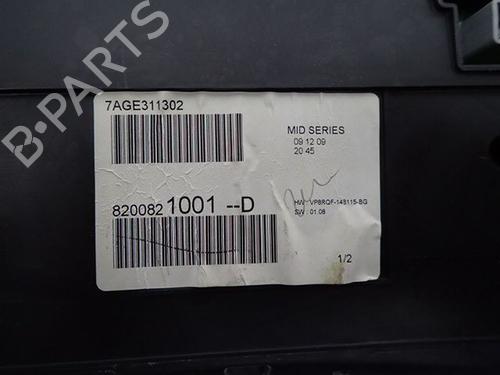 B-PARTS
7AGE311302
MID SERIES
09 12 09
20 45
HW : VP8RQF-14B115-BG
SW : 01.08
8200821001 --D
1/2